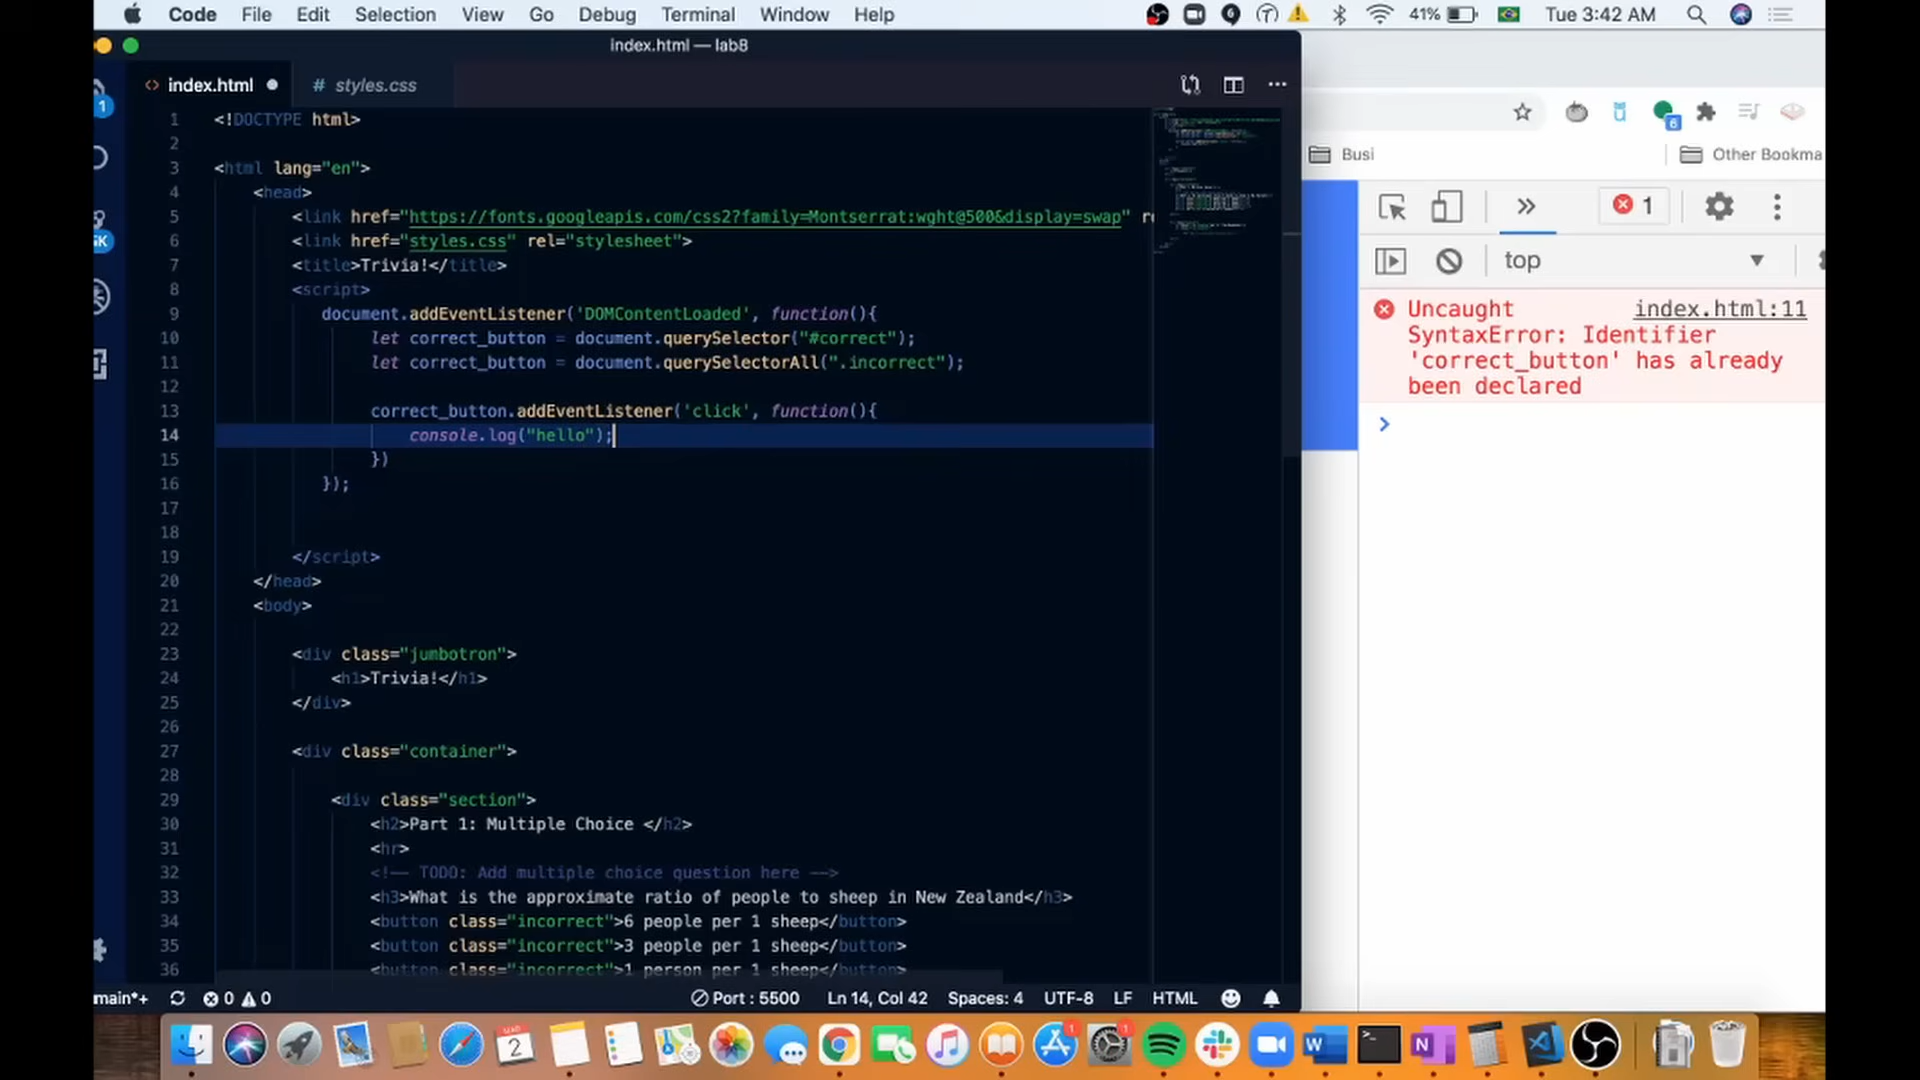 Code File Edit Selection View Go Debug Terminal Window Help 41% Tue 3:42 AM
index.html — lab8
<> index.html # styles.css
1 <!DOCTYPE html>
2
3 <html lang="en">
4 <head>
5 <link href="https://fonts.googleapis.com/css2?family=Montserrat:wght@500&display=swap"
6 <link href="styles.css" rel="stylesheet">
7 <title>Trivia!</title>
8 <script>
9 document.addEventListener('DOMContentLoaded', function(){
10 let correct_button = document.querySelector("#correct");
11 let correct_button = document.querySelectorAll(".incorrect");
12
13 correct_button.addEventListener('click', function(){
14 console.log("hello");
15 })
16 });
17
18
19 </script>
20 </head>
21 <body>
22
23 <div class="jumbotron">
24 <h1>Trivia!</h1>
25 </div>
26
27 <div class="container">
28
29 <div class="section">
30 <h2>Part 1: Multiple Choice </h2>
31 <hr>
32 <!-- TODO: Add multiple choice question here -->
33 <h3>What is the approximate ratio of people to sheep in New Zealand</h3>
34 <button class="incorrect">6 people per 1 sheep</button>
35 <button class="incorrect">3 people per 1 sheep</button>
36 <button class="incorrect">1 person per 1 sheep</button>
main*+ 0 0 Port : 5500 Ln 14, Col 42 Spaces: 4 UTF-8 LF HTML
1
5K
6
Busi Other Bookma
1
top
Uncaught index.html:11
SyntaxError: Identifier
'correct_button' has already
been declared
MAR
2
1
1
W
N